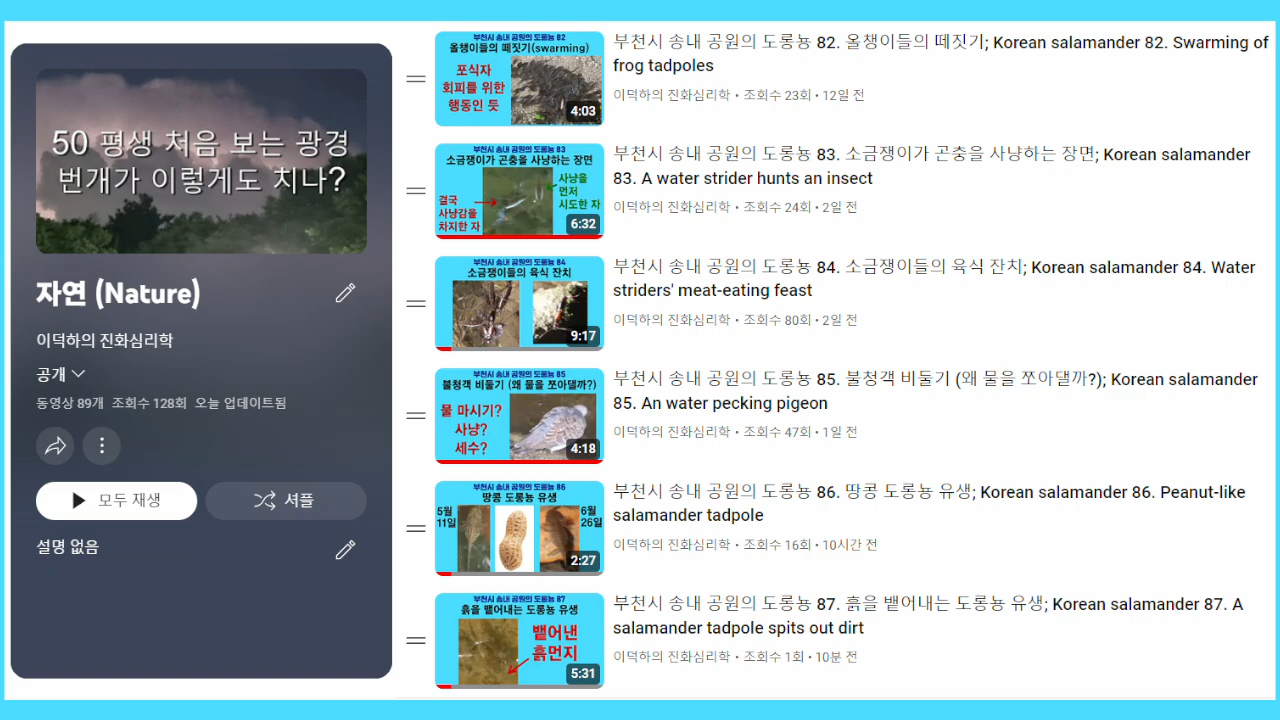 50 평생 처음 보는 광경
번개가 이렇게도 치나?
자연 (Nature)
이덕하의 진화심리학
공개
동영상 89개 조회수 128회 오늘 업데이트됨
모두 재생
셔플
설명 없음
부천시 송내 공원의 도롱뇽 82
올챙이들의 떼짓기(swarming)
포식자
회피를 위한
행동인 듯
4:03
부천시 송내 공원의 도롱뇽 82. 올챙이들의 떼짓기; Korean salamander 82. Swarming of
frog tadpoles
이덕하의 진화심리학 • 조회수 23회 • 12일 전
부천시 송내 공원의 도롱뇽 83
소금쟁이가 곤충을 사냥하는 장면
사냥을
먼저
시도한 자
결국
사냥감을
차지한 자
6:32
부천시 송내 공원의 도롱뇽 83. 소금쟁이가 곤충을 사냥하는 장면; Korean salamander
83. A water strider hunts an insect
이덕하의 진화심리학 • 조회수 24회 • 2일 전
부천시 송내 공원의 도롱뇽 84
소금쟁이들의 육식 잔치
9:17
부천시 송내 공원의 도롱뇽 84. 소금쟁이들의 육식 잔치; Korean salamander 84. Water
striders' meat-eating feast
이덕하의 진화심리학 • 조회수 80회 • 2일 전
부천시 송내 공원의 도롱뇽 85
불청객 비둘기 (왜 물을 쪼아댈까?)
물 마시기?
사냥?
세수?
4:18
부천시 송내 공원의 도롱뇽 85. 불청객 비둘기 (왜 물을 쪼아댈까?); Korean salamander
85. An water pecking pigeon
이덕하의 진화심리학 • 조회수 47회 • 1일 전
부천시 송내 공원의 도롱뇽 86
땅콩 도롱뇽 유생
5월
11일
6월
26일
2:27
부천시 송내 공원의 도롱뇽 86. 땅콩 도롱뇽 유생; Korean salamander 86. Peanut-like
salamander tadpole
이덕하의 진화심리학 • 조회수 16회 • 10시간 전
부천시 송내 공원의 도롱뇽 87
흙을 뱉어내는 도롱뇽 유생
뱉어낸
흙먼지
5:31
부천시 송내 공원의 도롱뇽 87. 흙을 뱉어내는 도롱뇽 유생; Korean salamander 87. A
salamander tadpole spits out dirt
이덕하의 진화심리학 • 조회수 1회 • 10분 전